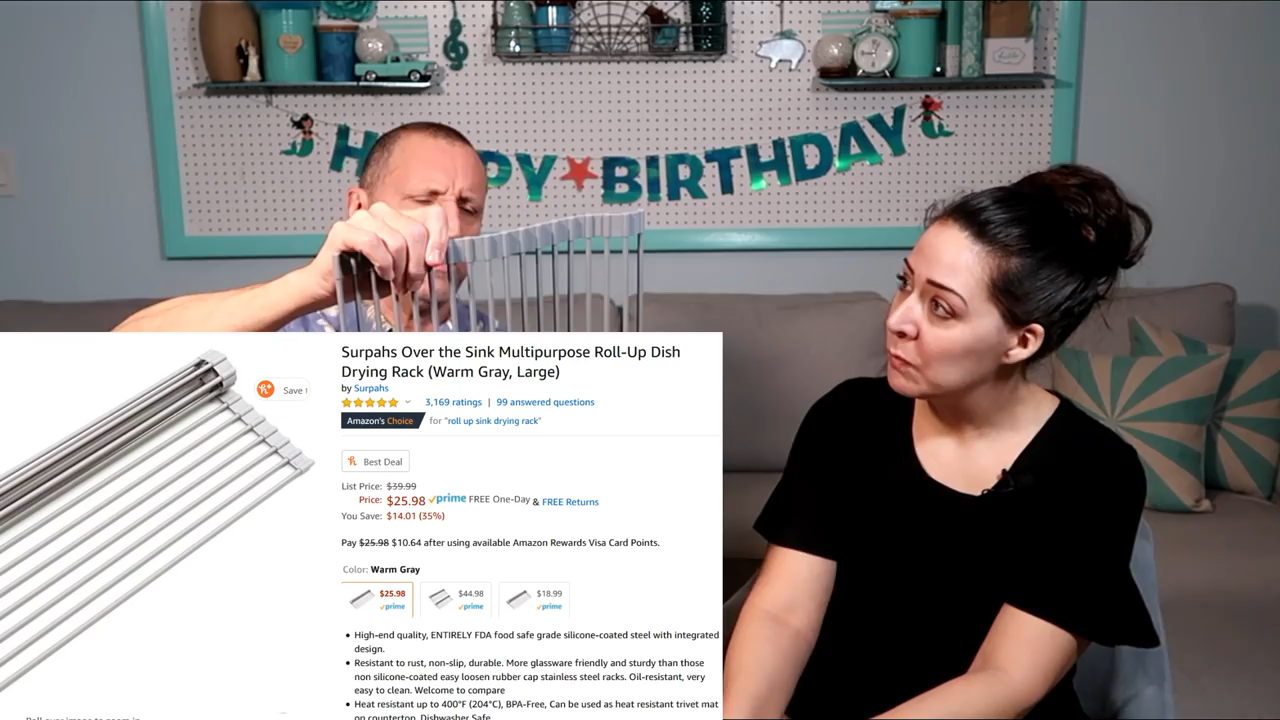 HAPPY BIRTHDAY
Surpahs Over the Sink Multipurpose Roll-Up Dish
Drying Rack (Warm Gray, Large)
by Surpahs
3,169 ratings | 99 answered questions
Amazon's Choice for "roll up sink drying rack"
Save
Best Deal
List Price: $39.99
Price: $25.98 prime FREE One-Day & FREE Returns
You Save: $14.01 (35%)
Pay $25.98 $10.64 after using available Amazon Rewards Visa Card Points.
Color: Warm Gray
$25.98 $44.98 $18.99
prime prime prime
High-end quality, ENTIRELY FDA food safe grade silicone-coated steel with integrated
design.
Resistant to rust, non-slip, durable. More glassware friendly and sturdy than those
non silicone-coated easy loosen rubber cap stainless steel racks. Oil-resistant, very
easy to clean. Welcome to compare
Heat resistant up to 400°F (204°C), BPA-Free, Can be used as heat resistant trivet mat
on countertop. Dishwasher Safe